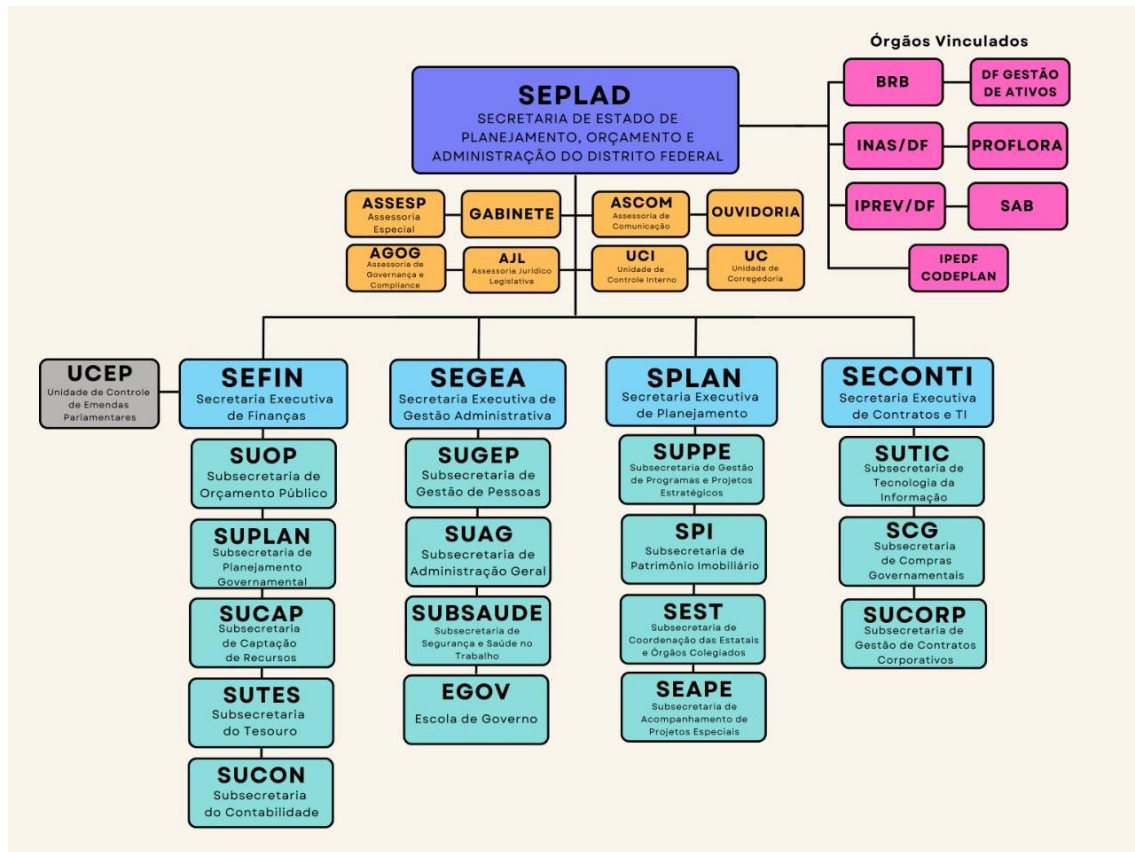 Órgãos Vinculados
SEPLAD
SECRETARIA DE ESTADO DE
PLANEJAMENTO, ORÇAMENTO E
ADMINISTRAÇÃO DO DISTRITO FEDERAL
BRB
DF GESTÃO
DE ATIVOS
INAS/DF
PROFLORA
IPREV/DF
SAB
IPEDF
CODEPLAN
ASSESP
Assessoria
Especial
GABINETE
ASCOM
Assessoria de
Comunicação
OUVIDORIA
AGOG
Assessoria de
Governança e
Compliance
AJL
Assessoria Jurídico
Legislativa
UCI
Unidade de
Controle Interno
UC
Unidade de
Corregedoria
UCEP
Unidade de Controle
de Emendas
Parlamentares
SEFIN
Secretaria Executiva
de Finanças
SUOP
Subsecretaria de
Orçamento Público
SUPLAN
Subsecretaria de
Planejamento
Governamental
SUCAP
Subsecretaria
de Captação
de Recursos
SUTES
Subsecretaria
do Tesouro
SUCON
Subsecretaria
do Contabilidade
SEGEA
Secretaria Executiva de
Gestão Administrativa
SUGEP
Subsecretaria de
Gestão de Pessoas
SUAG
Subsecretaria de
Administração Geral
SUBSAUDE
Subsecretaria de
Segurança e Saúde no
Trabalho
EGOV
Escola de Governo
SPLAN
Secretaria Executiva
de Planejamento
SUPPE
Subsecretaria de Gestão
de Programas e Projetos
Estratégicos
SPI
Subsecretaria de
Patrimônio Imobiliário
SEST
Subsecretaria de
Coordenação das Estatais
e Órgãos Colegiados
SEAPE
Subsecretaria de
Acompanhamento de
Projetos Especiais
SECONTI
Secretaria Executiva
de Contratos e TI
SUTIC
Subsecretaria de
Tecnologia da
Informação
SCG
Subsecretaria
de Compras
Governamentais
SUCORP
Subsecretaria de
Gestão de Contratos
Corporativos